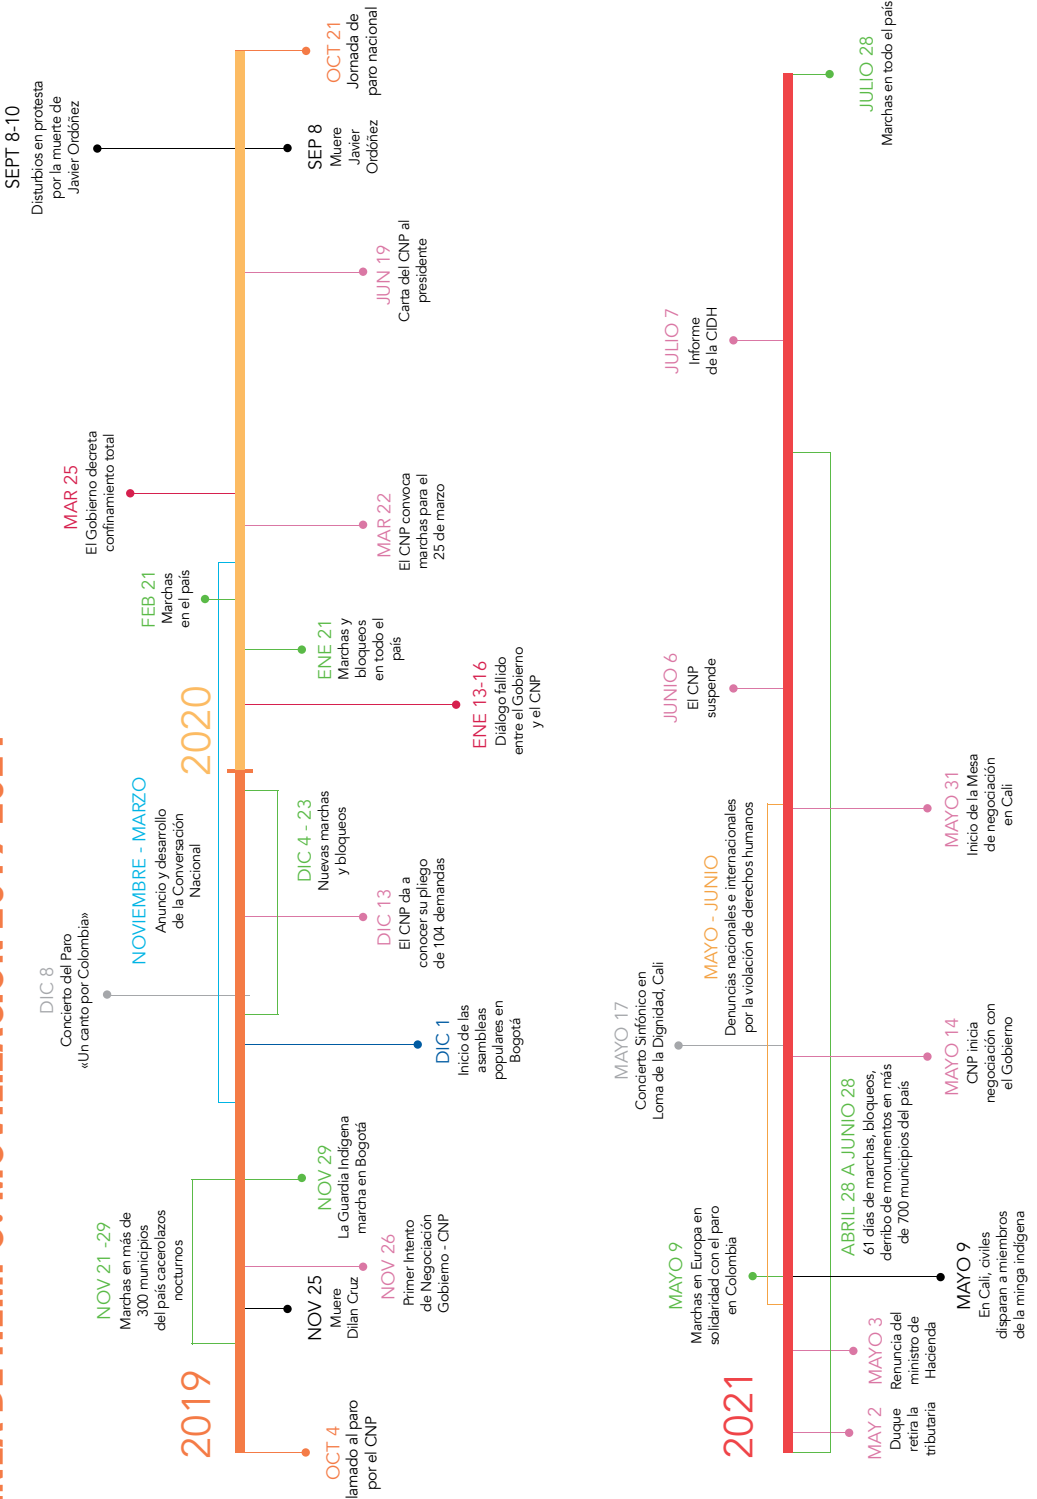 2019
OCT 4
lamado al paro
por el CNP
NOV 21 -29
Marchas en más de
300 municipios
del país cacerolazos
nocturnos
NOV 25
Muere
Dilan Cruz
NOV 26
Primer Intento
de Negociación
Gobierno - CNP
NOV 29
La Guardia Indígena
marcha en Bogotá
NOVIEMBRE - MARZO
Anuncio y desarrollo
de la Conversación
Nacional
DIC 1
Inicio de las
asambleas
populares en
Bogotá
DIC 8
Concierto del Paro
«Un canto por Colombia»
DIC 13
El CNP da a
conocer su pliego
de 104 demandas
DIC 4 - 23
Nuevas marchas
y bloqueos
2020
ENE 13-16
Diálogo fallido
entre el Gobierno
y el CNP
ENE 21
Marchas y
bloqueos
en todo el
país
FEB 21
Marchas
en el país
MAR 22
El CNP convoca
marchas para el
25 de marzo
MAR 25
El Gobierno decreta
confinamiento total
JUN 19
Carta del CNP al
presidente
SEP 8
Muere
Javier
Ordóñez
SEPT 8-10
Disturbios en protesta
por la muerte de
Javier Ordóñez
OCT 21
Jornada de
paro nacional
2021
MAY 2
Duque
retira la
tributaria
MAYO 3
Renuncia del
ministro de
Hacienda
MAYO 9
Marchas en Europa en
solidaridad con el paro
en Colombia
MAYO 9
En Cali, civiles
disparan a miembros
de la minga indígena
ABRIL 28 A JUNIO 28
61 días de marchas, bloqueos,
derribo de monumentos en más
de 700 municipios del país
MAYO 14
CNP inicia
negociación con
el Gobierno
MAYO 17
Concierto Sinfónico en
Loma de la Dignidad, Cali
MAYO - JUNIO
Denuncias nacionales e internacionales
por la violación de derechos humanos
MAYO 31
Inicio de la Mesa
de negociación
en Cali
JUNIO 6
El CNP
suspende
JULIO 7
Informe
de la CIDH
JULIO 28
Marchas en todo el país